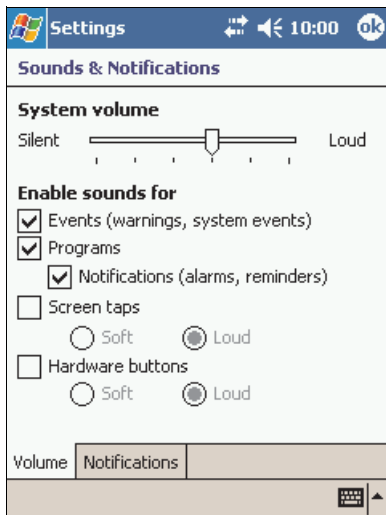 Settings 10:00 ok
Sounds & Notifications
System volume
Silent Loud
Enable sounds for
Events (warnings, system events)
Programs
Notifications (alarms, reminders)
Screen taps
Soft Loud
Hardware buttons
Soft Loud
Volume Notifications